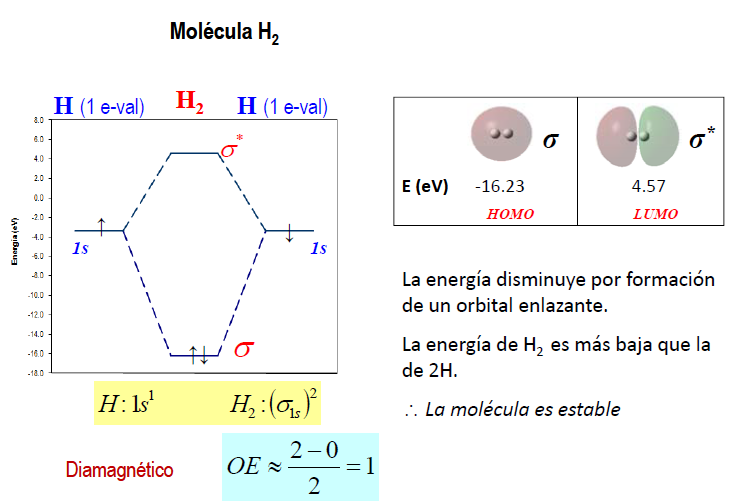 Molécula H₂
H (1 e-val) H₂ H (1 e-val)
8.0
6.0
4.0
2.0
0.0
-2.0
-4.0
-6.0
-8.0
-10.0
-12.0
-14.0
-16.0
-18.0
Energía (eV)
σ*
↑ ↓
1s 1s
↑↓ σ
H : 1s¹ H₂ : (σ₁ₛ)²
Diamagnético OE ≈ (2 − 0)/2 = 1
σ σ*
E (eV) -16.23 4.57
HOMO LUMO
La energía disminuye por formación
de un orbital enlazante.
La energía de H₂ es más baja que la
de 2H.
∴ La molécula es estable